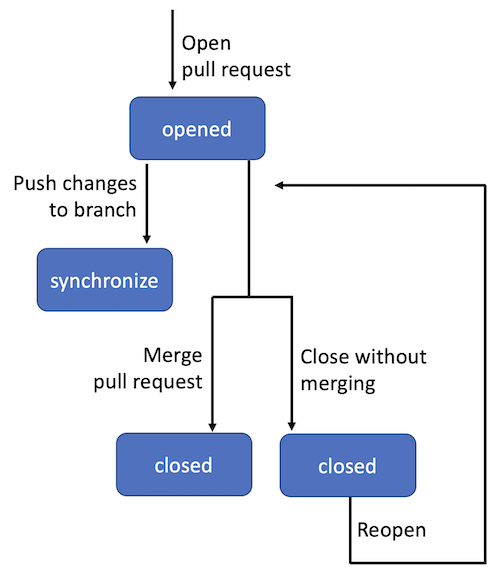 Open
pull request
opened
Push changes
to branch
synchronize
Merge
pull request
Close without
merging
closed
closed
Reopen